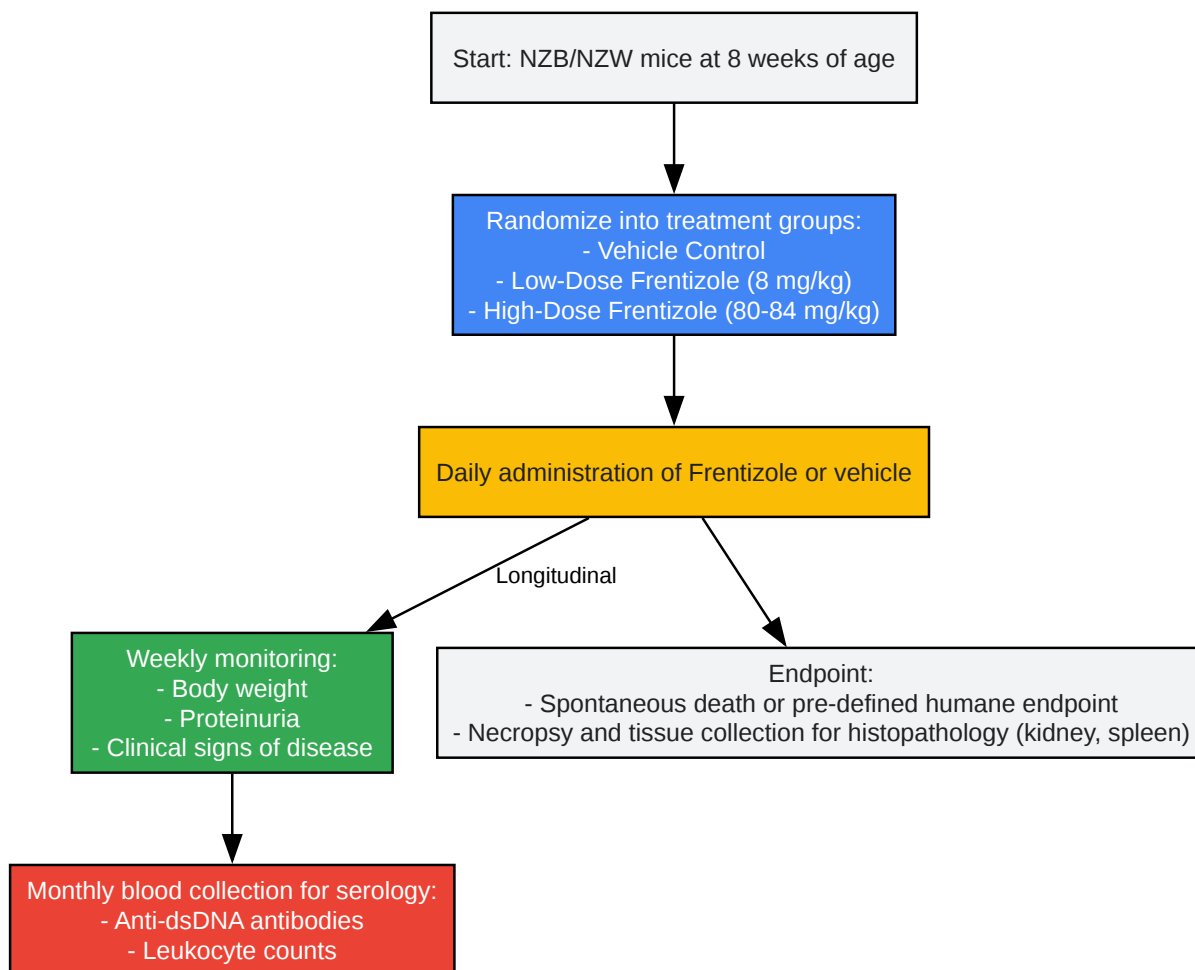 Start: NZB/NZW mice at 8 weeks of age
Randomize into treatment groups:
- Vehicle Control
- Low-Dose Frentizole (8 mg/kg)
- High-Dose Frentizole (80-84 mg/kg)
Daily administration of Frentizole or vehicle
Longitudinal
Weekly monitoring:
- Body weight
- Proteinuria
- Clinical signs of disease
Endpoint:
- Spontaneous death or pre-defined humane endpoint
- Necropsy and tissue collection for histopathology (kidney, spleen)
Monthly blood collection for serology:
- Anti-dsDNA antibodies
- Leukocyte counts